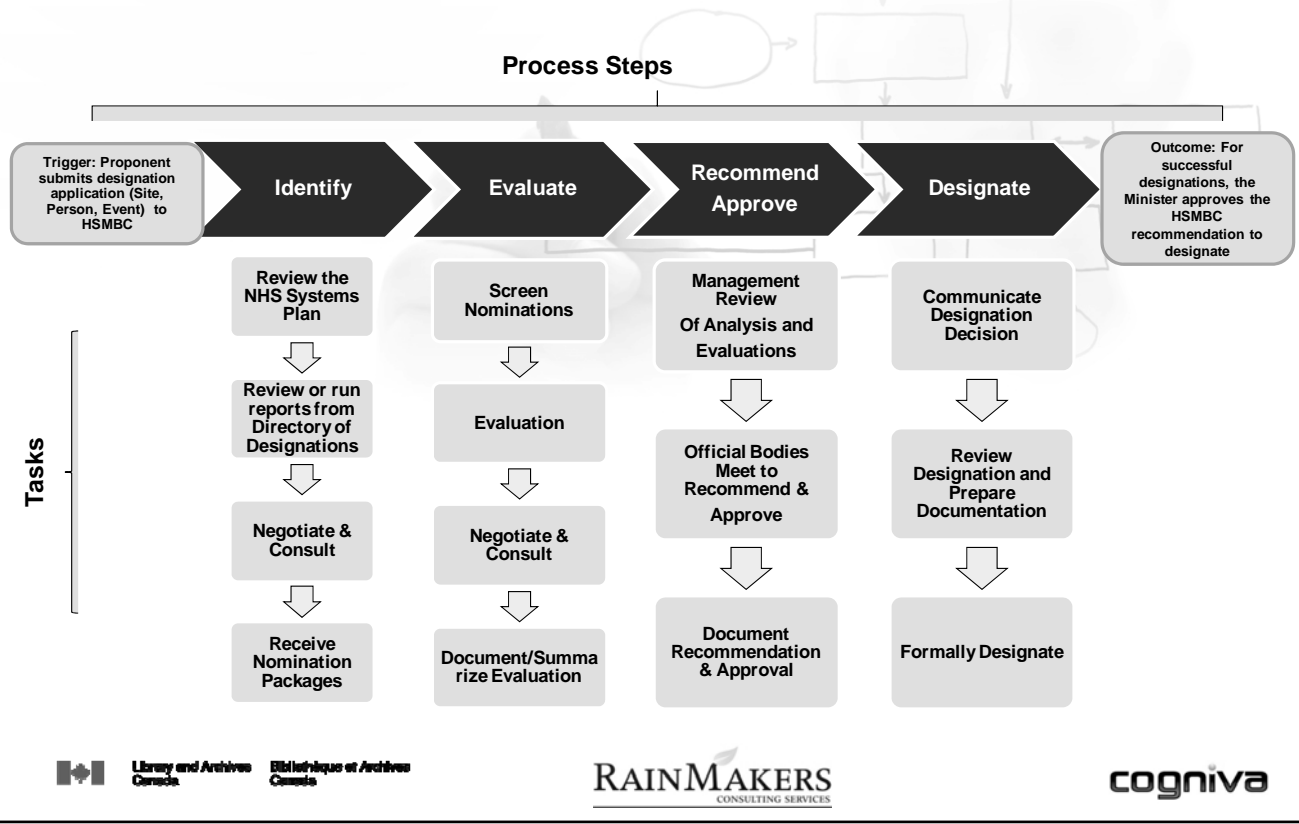 Process Steps
Trigger: Proponent
submits designation
application (Site,
Person, Event) to
HSMBC
Identify
Evaluate
Recommend
Approve
Designate
Outcome: For
successful
designations, the
Minister approves the
HSMBC
recommendation to
designate
Tasks
Review the
NHS Systems
Plan
Review or run
reports from
Directory of
Designations
Negotiate &
Consult
Receive
Nomination
Packages
Screen
Nominations
Evaluation
Negotiate &
Consult
Document/Summa
rize Evaluation
Management
Review
Of Analysis and
Evaluations
Official Bodies
Meet to
Recommend &
Approve
Document
Recommendation
& Approval
Communicate
Designation
Decision
Review
Designation and
Prepare
Documentation
Formally Designate
Library and Archives
Canada
Bibliothèque et Archives
Canada
RAINMAKERS
CONSULTING SERVICES
cogniva